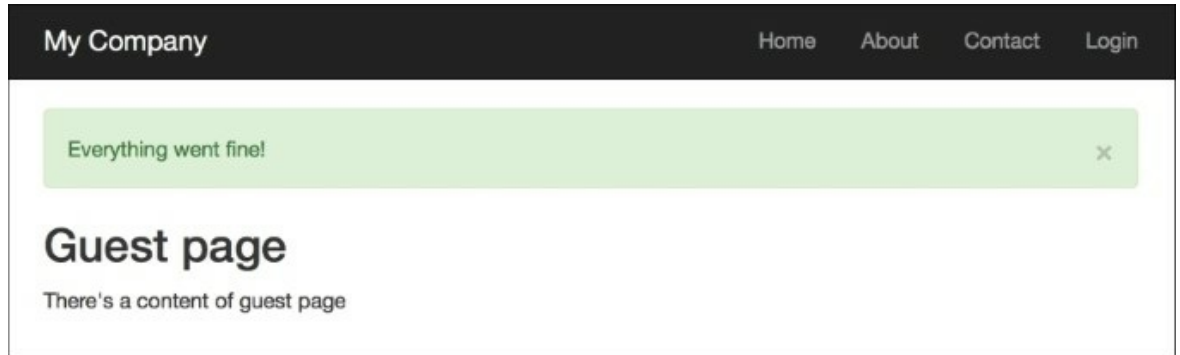 My Company Home About Contact Login
Everything went fine! ×
Guest page
There's a content of guest page